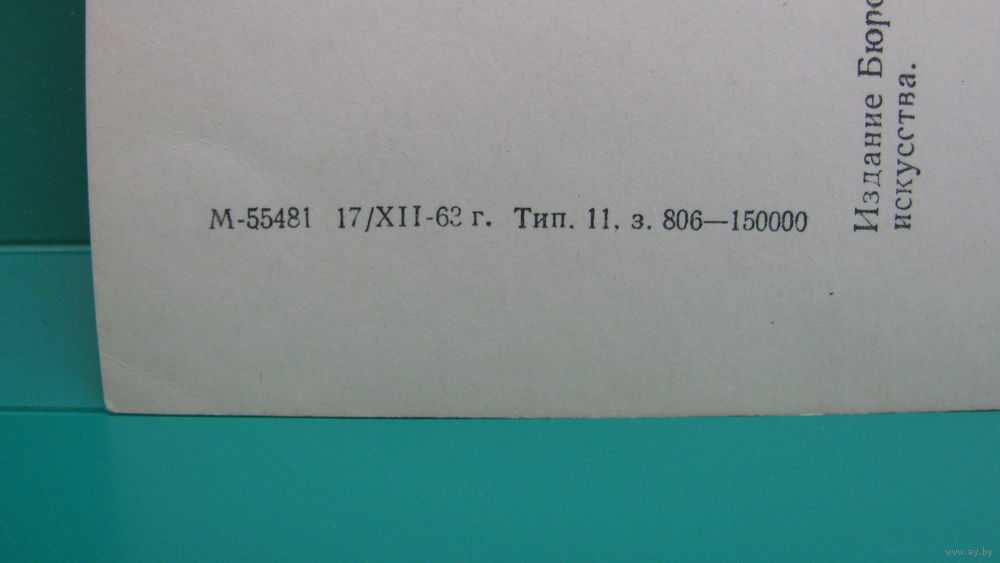 М-55481 17/XII-63 г. Тип. 11, з. 806—150000
Издание Бюро
искусства.
www.ay.by